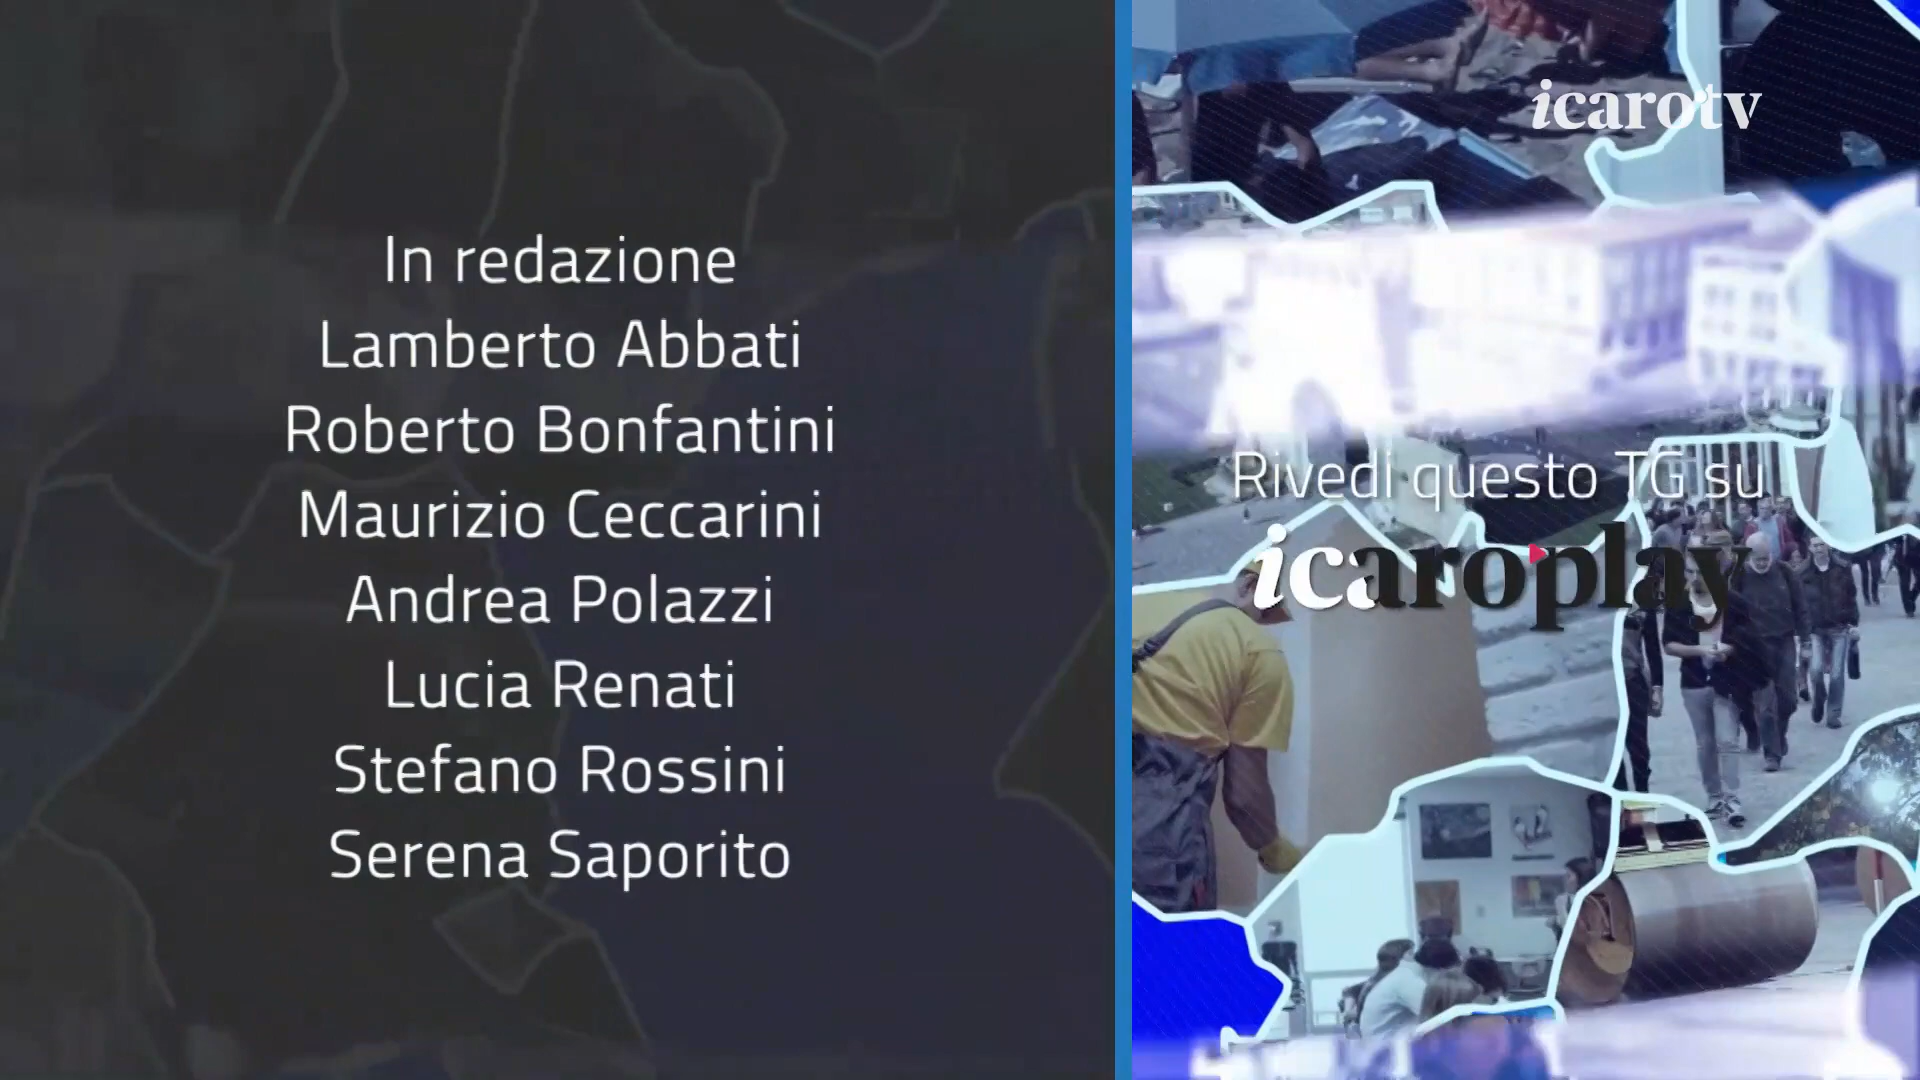 In redazione
Lamberto Abbati
Roberto Bonfantini
Maurizio Ceccarini
Andrea Polazzi
Lucia Renati
Stefano Rossini
Serena Saporito
icarotv
Rivedi questo TG su
icaroplay